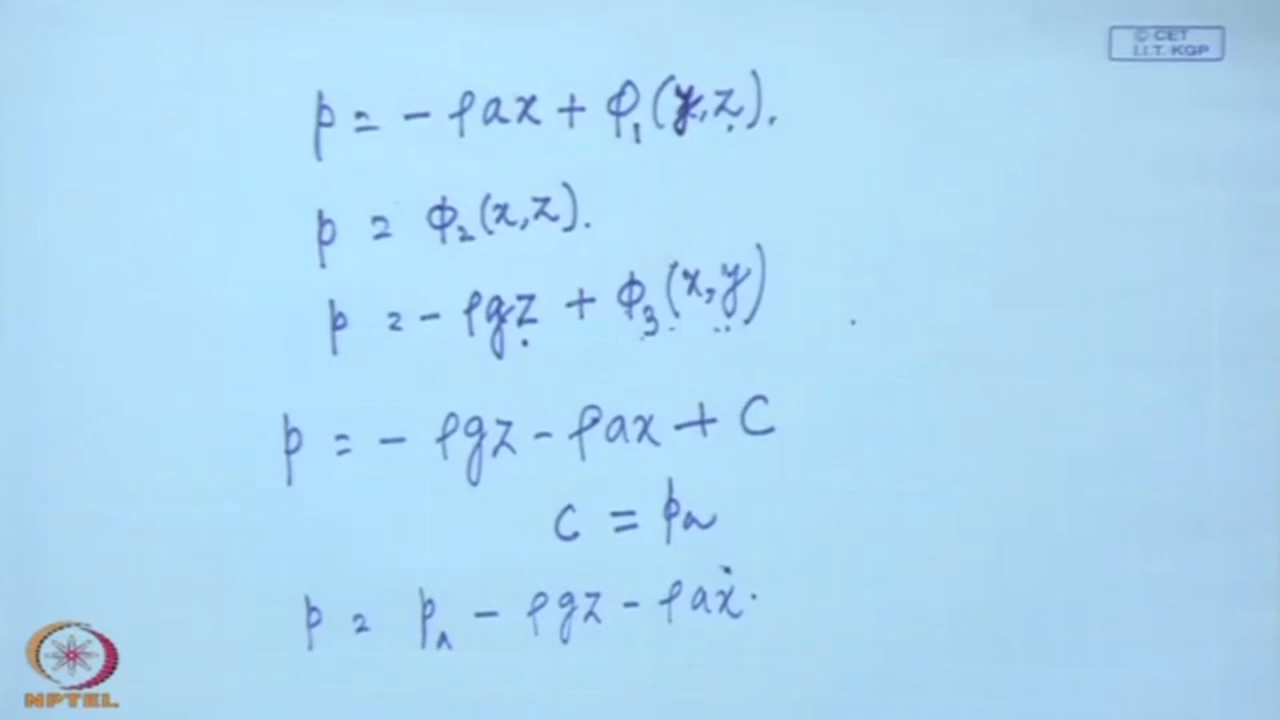 © CET
I.I.T. KGP
p = - ρax + ϕ₁(y,z).
p = ϕ₂(x,z).
p = - ρgz + ϕ₃(x,y)
p = - ρgz - ρax + C
C = pₐ
p = pₐ - ρgz - ρax.
NPTEL